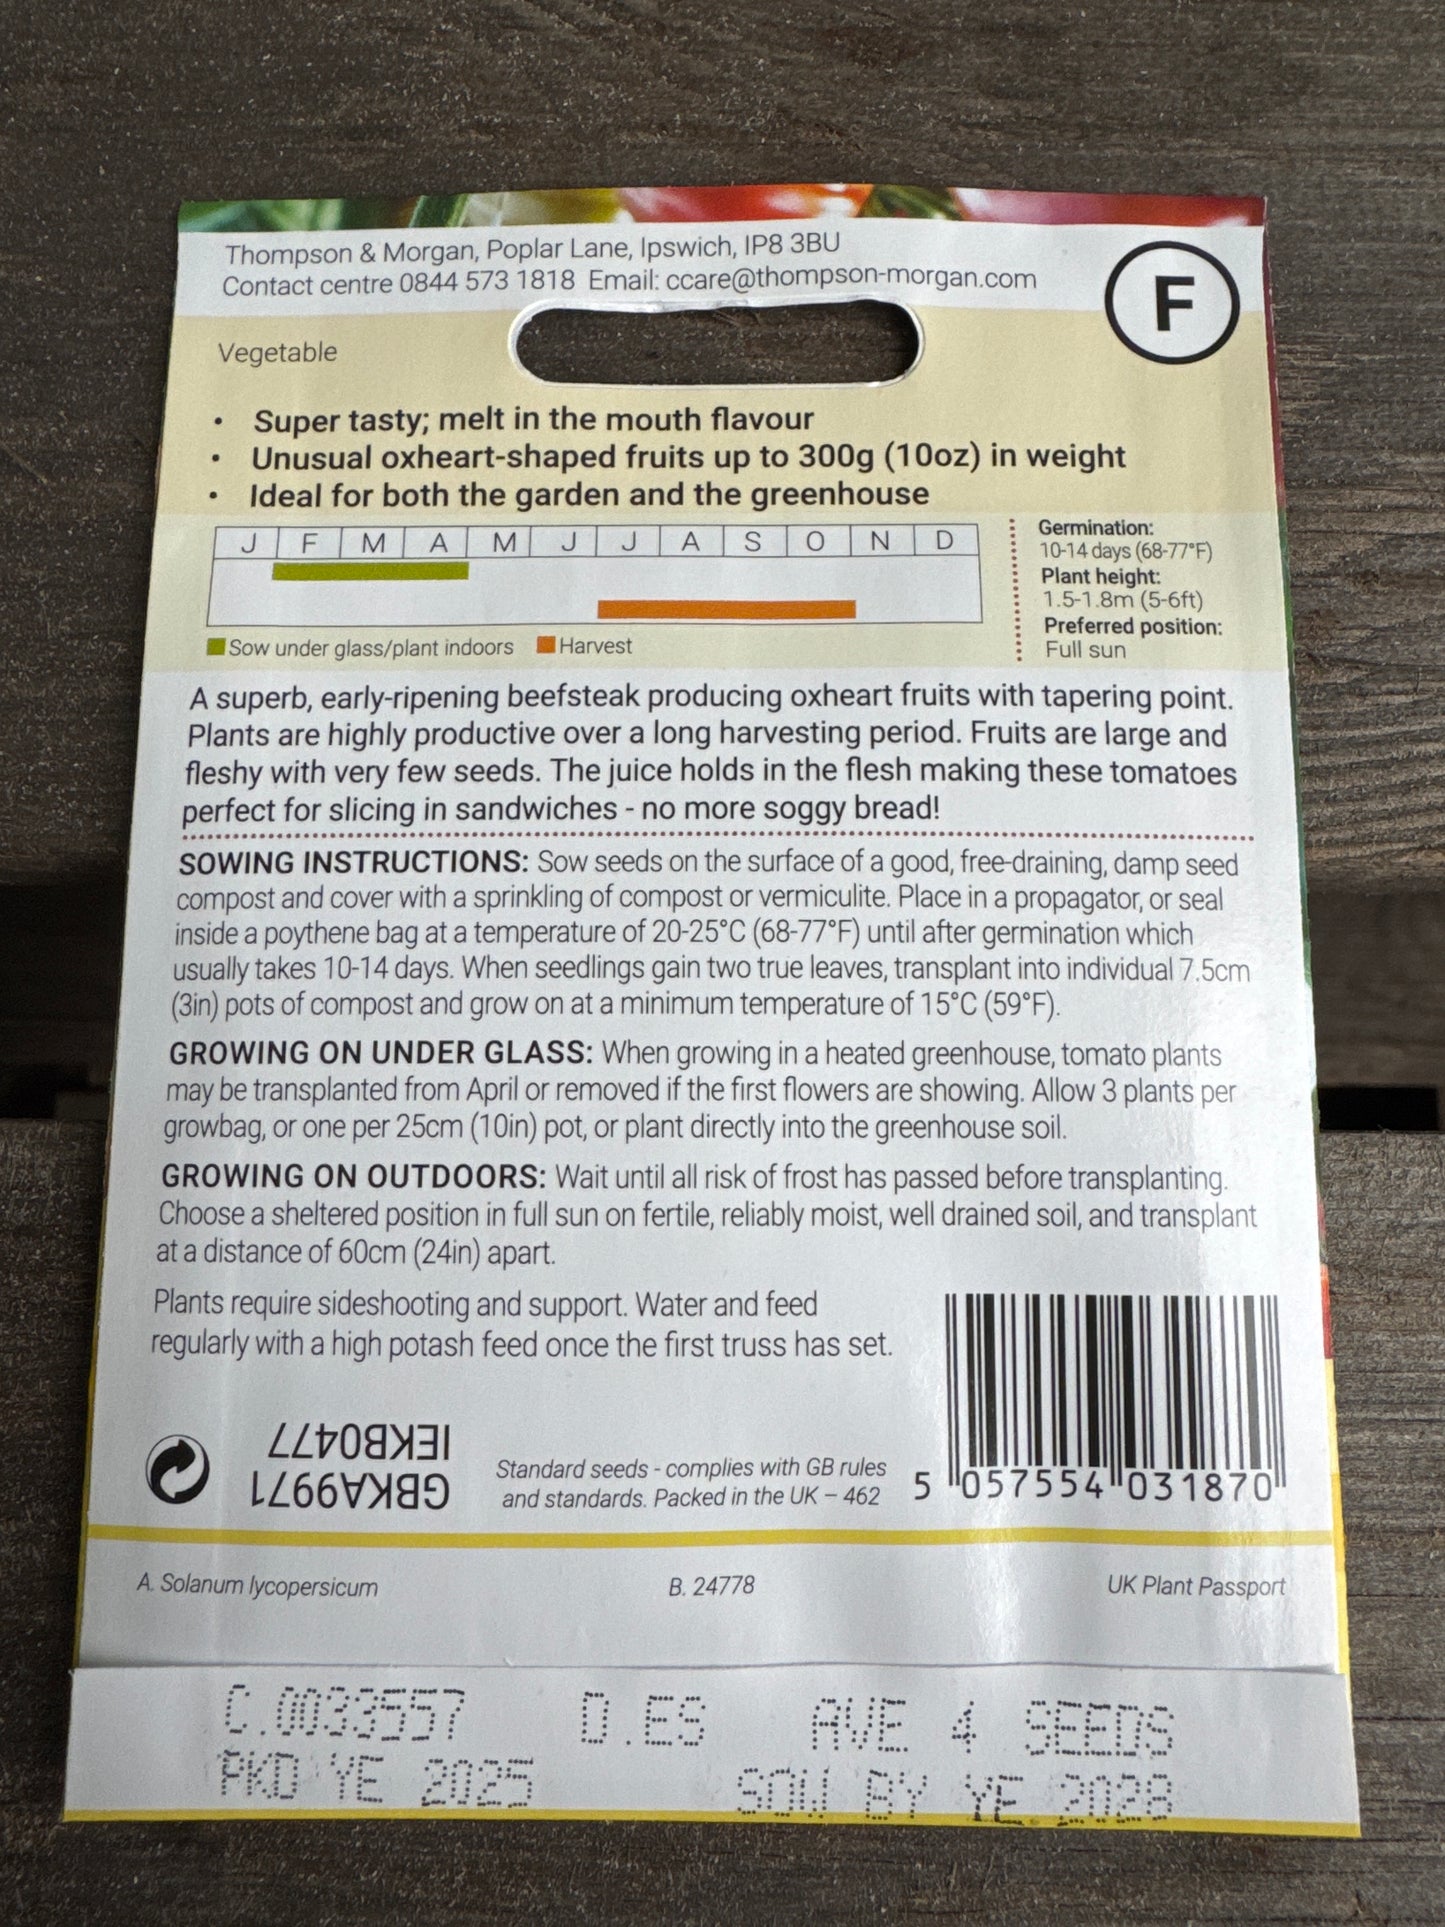 Thompson & Morgan, Poplar Lane, Ipswich, IP8 3BU
Contact centre 0844 573 1818 Email: ccare@thompson-morgan.com
F
Vegetable
• Super tasty; melt in the mouth flavour
• Unusual oxheart-shaped fruits up to 300g (10oz) in weight
• Ideal for both the garden and the greenhouse
J F M A M J J A S O N D
Sow under glass/plant indoors Harvest
Germination:
10-14 days (68-77°F)
Plant height:
1.5-1.8m (5-6ft)
Preferred position:
Full sun
A superb, early-ripening beefsteak producing oxheart fruits with tapering point.
Plants are highly productive over a long harvesting period. Fruits are large and
fleshy with very few seeds. The juice holds in the flesh making these tomatoes
perfect for slicing in sandwiches - no more soggy bread!
SOWING INSTRUCTIONS: Sow seeds on the surface of a good, free-draining, damp seed
compost and cover with a sprinkling of compost or vermiculite. Place in a propagator, or seal
inside a poythene bag at a temperature of 20-25°C (68-77°F) until after germination which
usually takes 10-14 days. When seedlings gain two true leaves, transplant into individual 7.5cm
(3in) pots of compost and grow on at a minimum temperature of 15°C (59°F).
GROWING ON UNDER GLASS: When growing in a heated greenhouse, tomato plants
may be transplanted from April or removed if the first flowers are showing. Allow 3 plants per
growbag, or one per 25cm (10in) pot, or plant directly into the greenhouse soil.
GROWING ON OUTDOORS: Wait until all risk of frost has passed before transplanting.
Choose a sheltered position in full sun on fertile, reliably moist, well drained soil, and transplant
at a distance of 60cm (24in) apart.
Plants require sideshooting and support. Water and feed
regularly with a high potash feed once the first truss has set.
GBKA9971
IEKB0477
Standard seeds - complies with GB rules
and standards. Packed in the UK – 462
5 057554 031870
A. Solanum lycopersicum B. 24778 UK Plant Passport
C.0033557 D.ES AVE 4 SEEDS
PKD YE 2025 SOW BY YE 2028